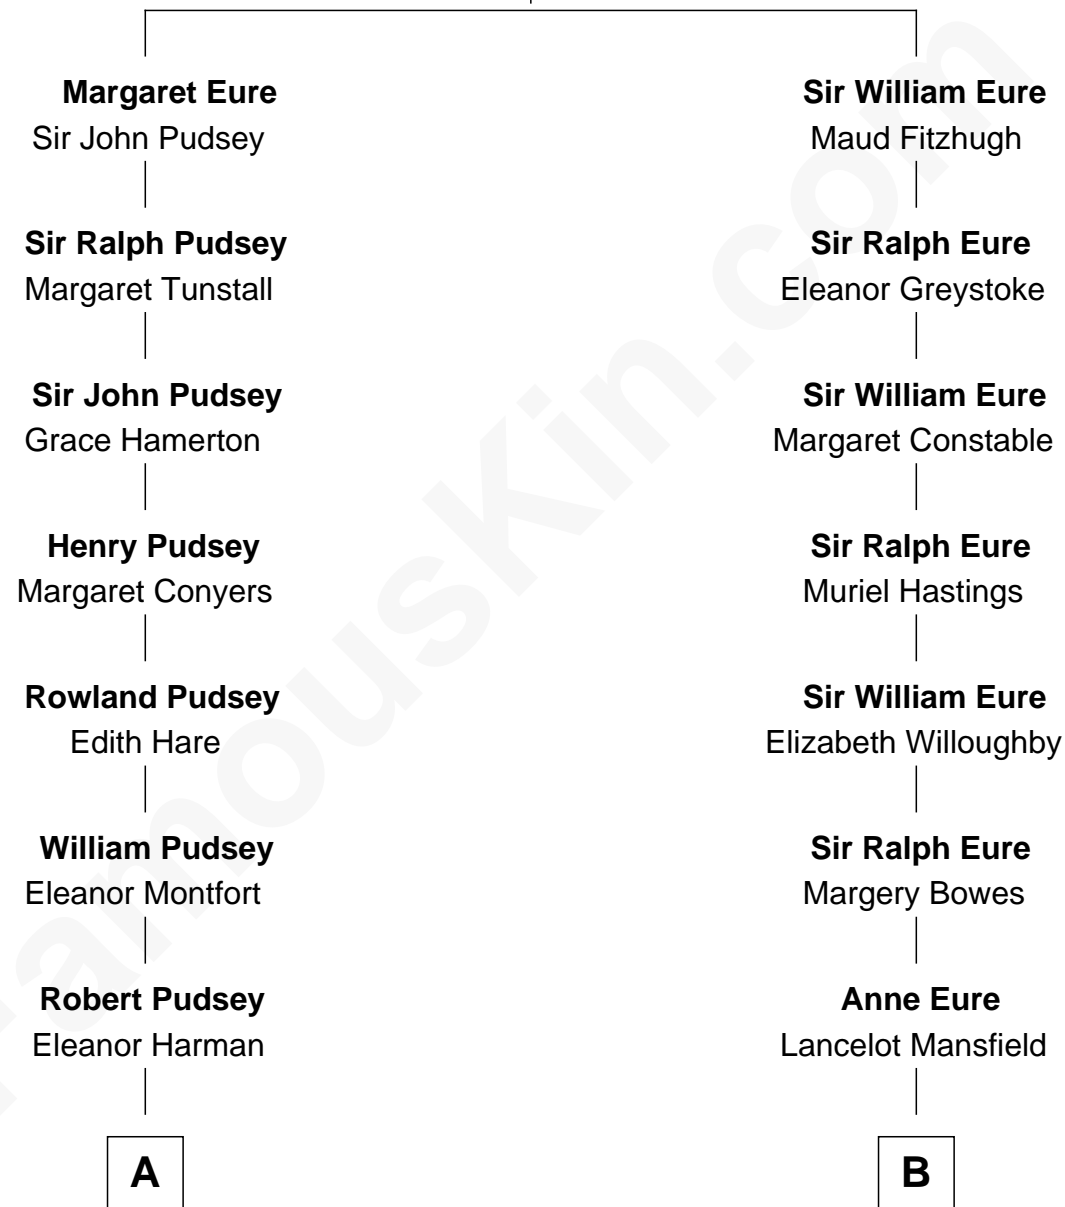 Margaret Eure
Sir John Pudsey
Sir Ralph Pudsey
Margaret Tunstall
Sir John Pudsey
Grace Hamerton
Henry Pudsey
Margaret Conyers
Rowland Pudsey
Edith Hare
William Pudsey
Eleanor Montfort
Robert Pudsey
Eleanor Harman
A
Sir William Eure
Maud Fitzhugh
Sir Ralph Eure
Eleanor Greystoke
Sir William Eure
Margaret Constable
Sir Ralph Eure
Muriel Hastings
Sir William Eure
Elizabeth Willoughby
Sir Ralph Eure
Margery Bowes
Anne Eure
Lancelot Mansfield
B
FamousKin.com